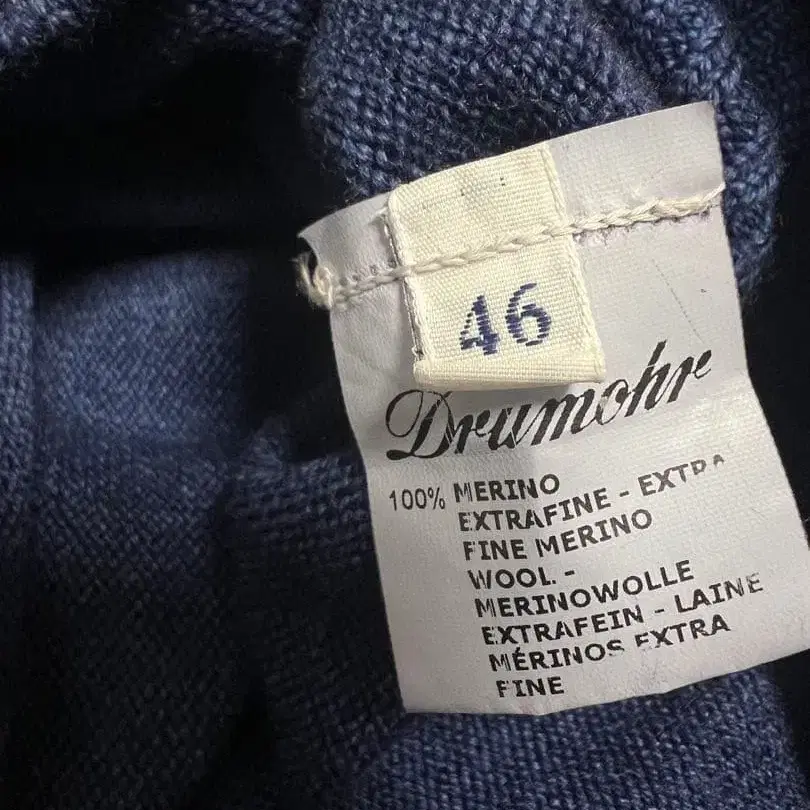 46
Drumohr
100% MERINO
EXTRAFINE - EXTRA
FINE MERINO
WOOL -
MERINOWOLLE
EXTRAFEIN - LAINE
MÉRINOS EXTRA
FINE